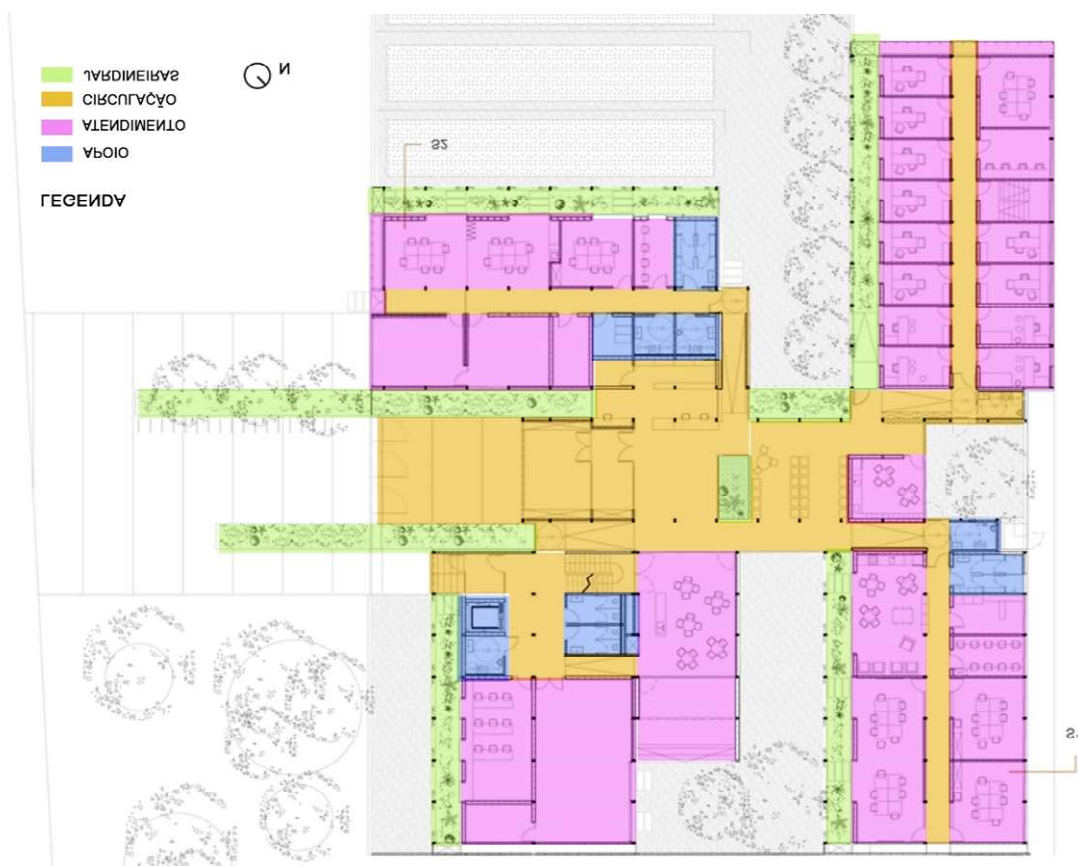 LEGENDA
APOIO
ATENDIMENTO
CIRCULAÇÃO
JARDINEIRAS
N
S2